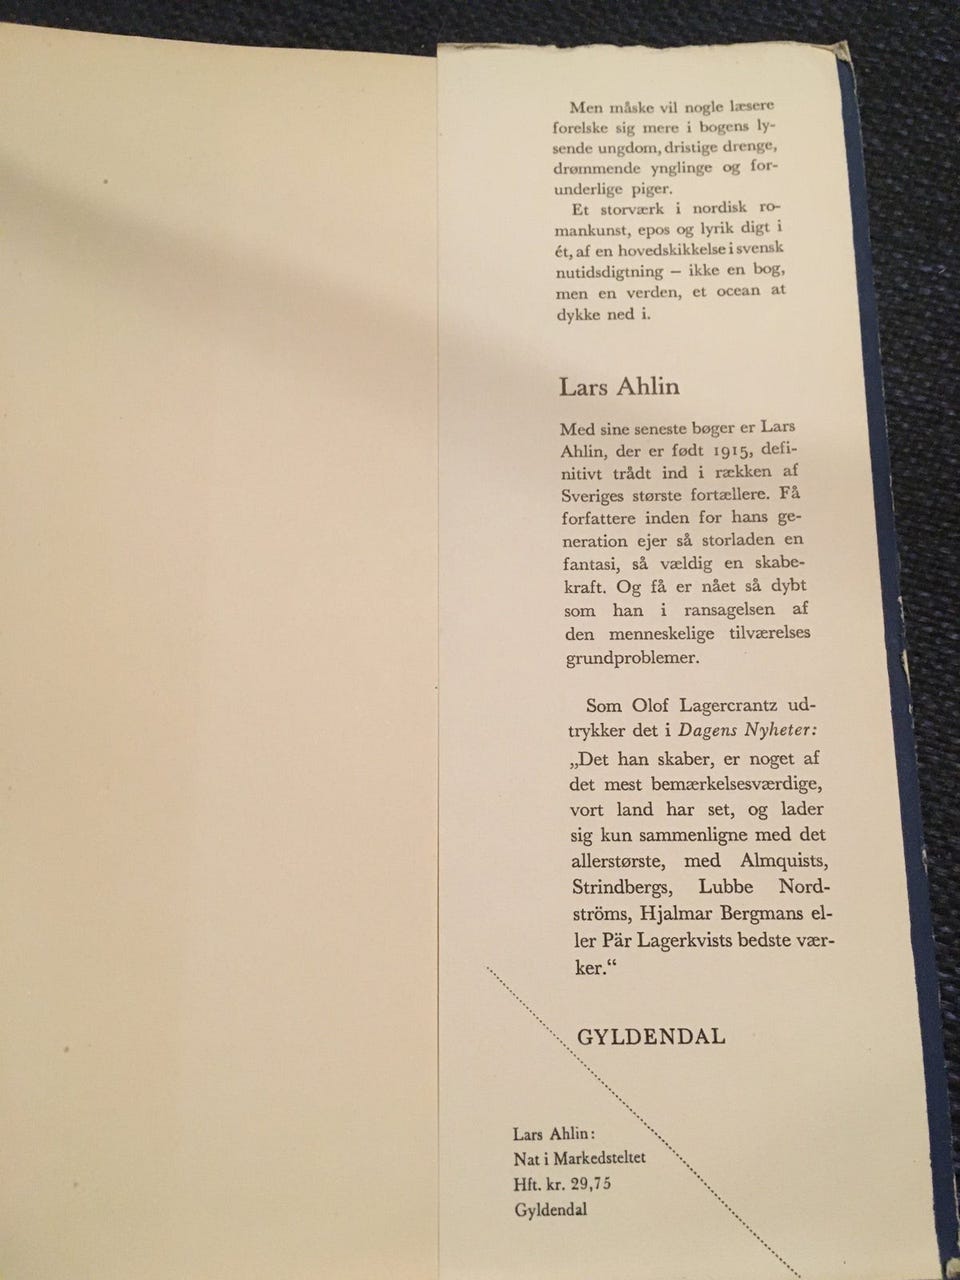 Men måske vil nogle læsere
forelske sig mere i bogens ly-
sende ungdom, dristige drenge,
drømmende ynglinge og for-
underlige piger.
Et storværk i nordisk ro-
mankunst, epos og lyrik digt i
ét, af en hovedskikkelse i svensk
nutidsdigtning – ikke en bog,
men en verden, et ocean at
dykke ned i.
Lars Ahlin
Med sine seneste bøger er Lars
Ahlin, der er født 1915, defi-
nitivt trådt ind i rækken af
Sveriges største fortællere. Få
forfattere inden for hans ge-
neration ejer så storladen en
fantasi, så vældig en skabe-
kraft. Og få er nået så dybt
som han i ransagelsen af
den menneskelige tilværelses
grundproblemer.
Som Olof Lagercrantz ud-
trykker det i Dagens Nyheter:
„Det han skaber, er noget af
det mest bemærkelsesværdige,
vort land har set, og lader
sig kun sammenligne med det
allerstørste, med Almquists,
Strindbergs, Lubbe Nord-
ströms, Hjalmar Bergmans el-
ler Pär Lagerkvists bedste vær-
ker.“
GYLDENDAL
Lars Ahlin:
Nat i Markedsteltet
Hft. kr. 29,75
Gyldendal